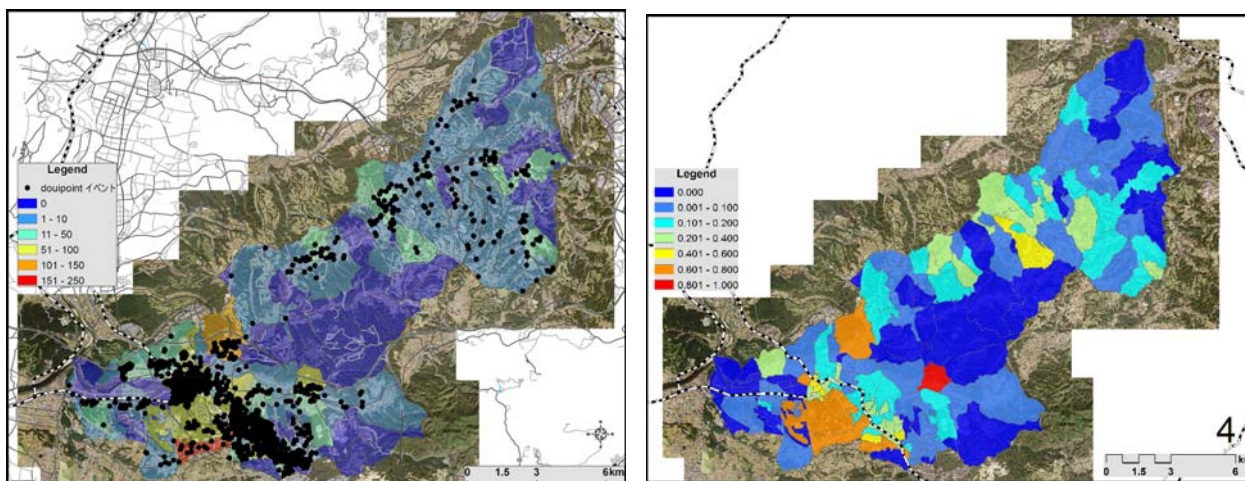 Legend
douipoint イベント
0
1 - 10
11 - 50
51 - 100
101 - 150
151 - 250
0 1.5 3 6km
Legend
0.000
0.001 - 0.100
0.101 - 0.200
0.201 - 0.400
0.401 - 0.600
0.601 - 0.800
0.801 - 1.000
4
0 1.5 3 6